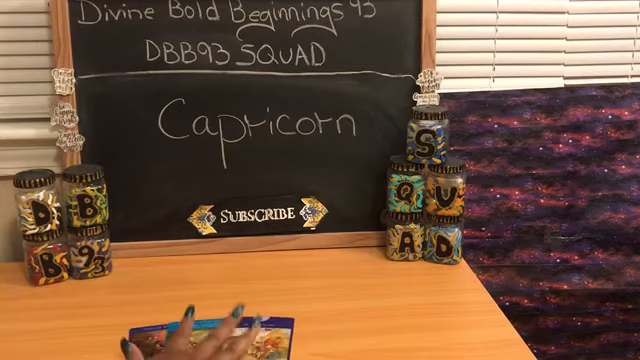 Divine Bold Beginnings 93
DBB93 SQUAD
Capricorn
SUBSCRIBE
D B
B 93
S
Q U
A D